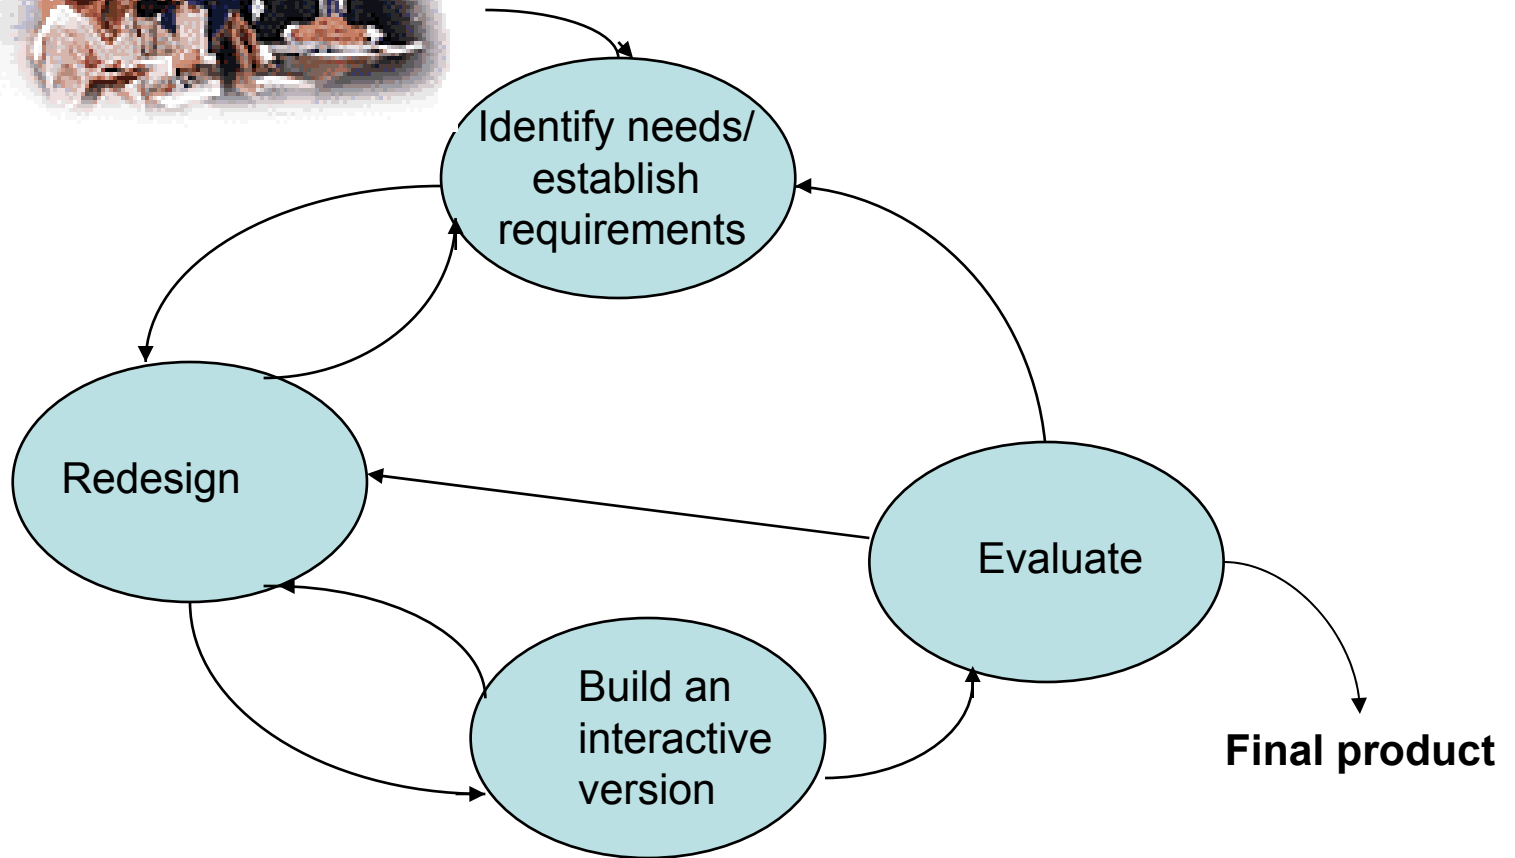 Identify needs/
establish
requirements
Redesign
Evaluate
Build an
interactive
version
Final product